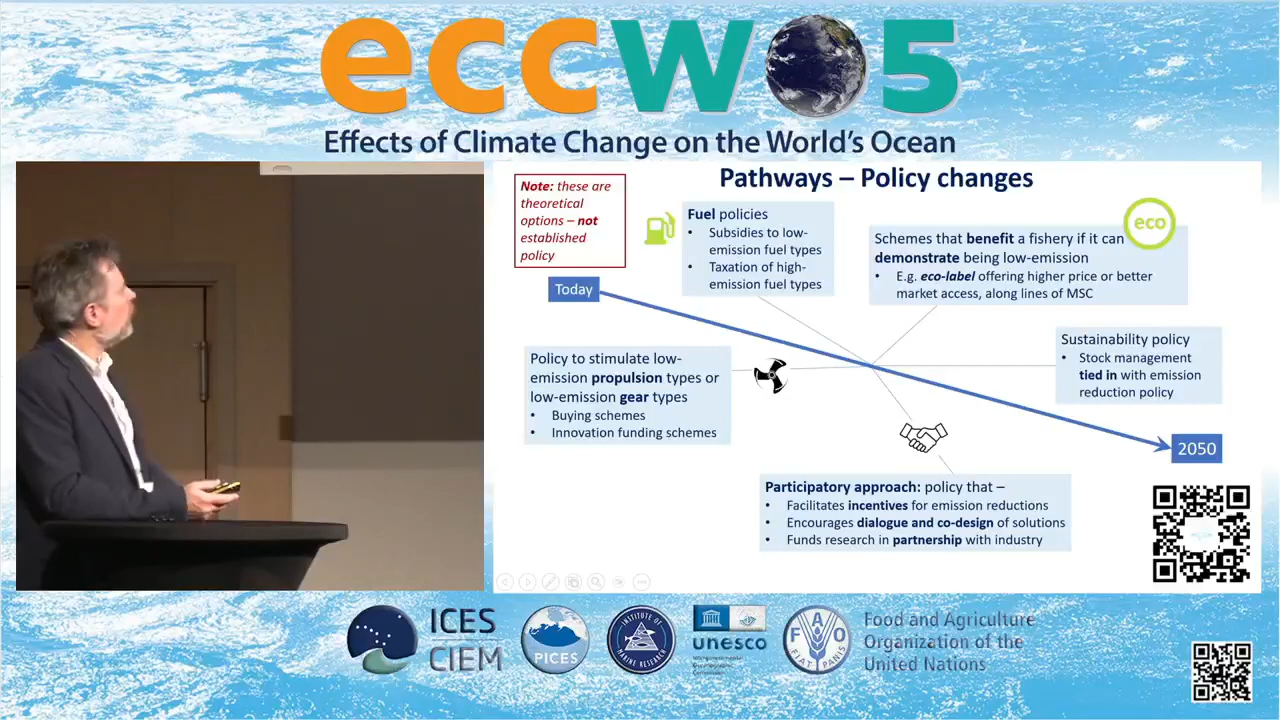 eccwo5
Effects of Climate Change on the World's Ocean
Pathways – Policy changes
Note: these are
theoretical
options – not
established
policy
Fuel policies
• Subsidies to low-
emission fuel types
• Taxation of high-
emission fuel types
eco
Schemes that benefit a fishery if it can
demonstrate being low-emission
• E.g. eco-label offering higher price or better
market access, along lines of MSC
Today
Policy to stimulate low-
emission propulsion types or
low-emission gear types
• Buying schemes
• Innovation funding schemes
Sustainability policy
• Stock management
tied in with emission
reduction policy
2050
Participatory approach: policy that –
• Facilitates incentives for emission reductions
• Encourages dialogue and co-design of solutions
• Funds research in partnership with industry
ICES
CIEM
PICES
INSTITUTE OF
MARINE RESEARCH
unesco
Intergovernmental
Oceanographic
Commission
FAO
FIAT PANIS
Food and Agriculture
Organization of the
United Nations